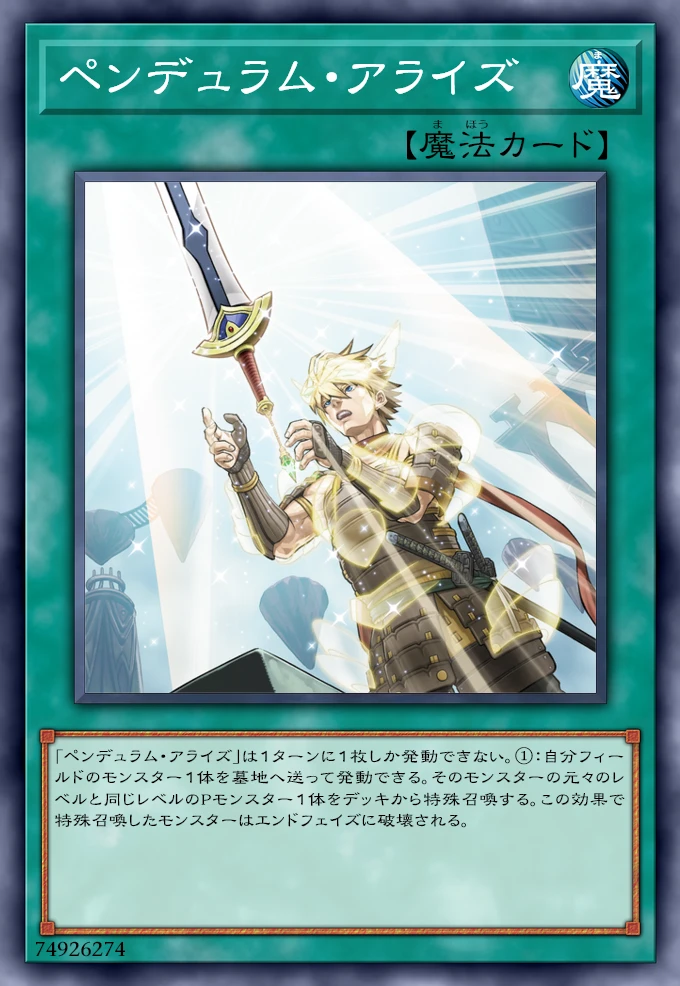 ペンデュラム・アライズ
魔
ま
【魔法カード】
ま ほう
「ペンデュラム・アライズ」は１ターンに１枚しか発動できない。①：自分フィー
ルドのモンスター１体を墓地へ送って発動できる。そのモンスターの元々のレ
ベルと同じレベルのPモンスター１体をデッキから特殊召喚する。この効果で
特殊召喚したモンスターはエンドフェイズに破壊される。
74926274